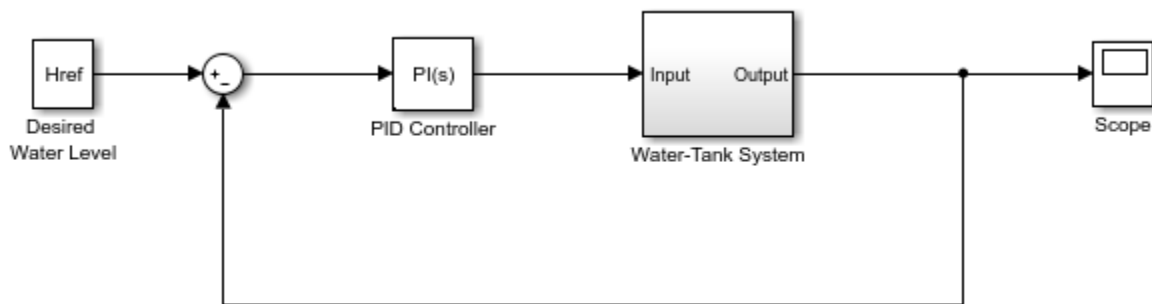 Href
Desired
Water Level
+
−
PI(s)
PID Controller
Input
Output
Water-Tank System
Scope